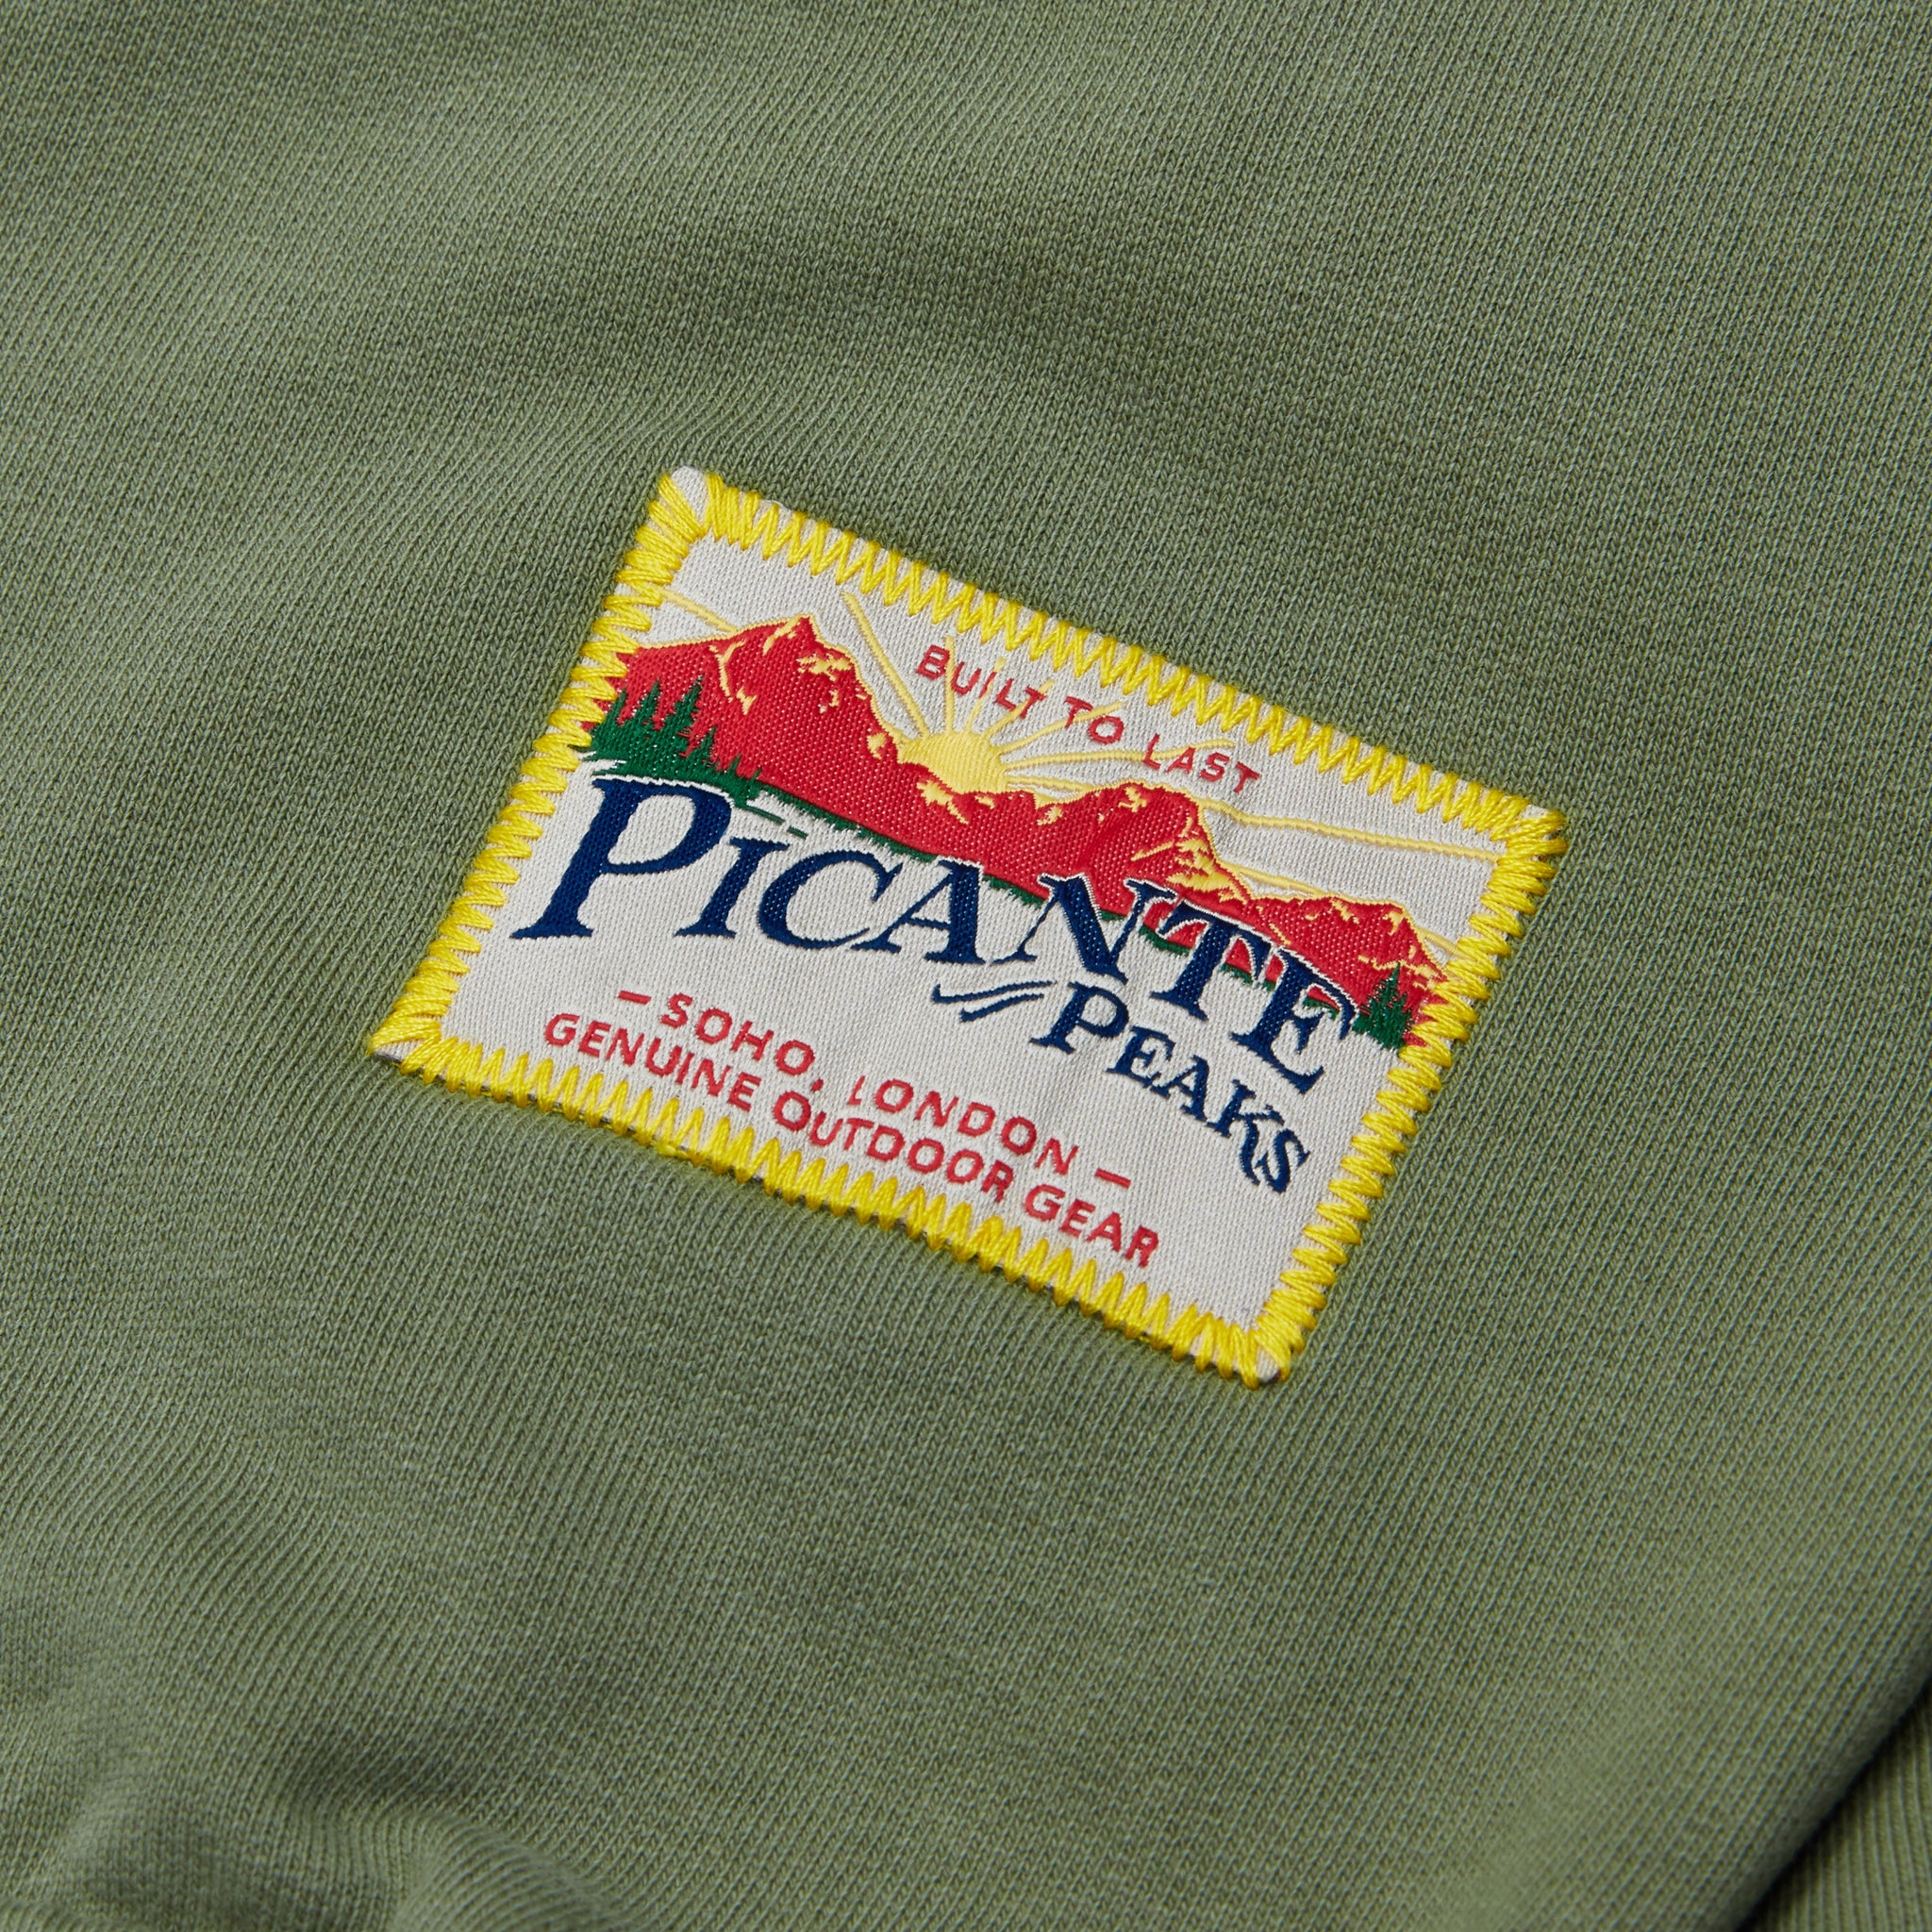 BUILT TO LAST
PICANTE
PEAKS
— SOHO, LONDON —
GENUINE OUTDOOR GEAR